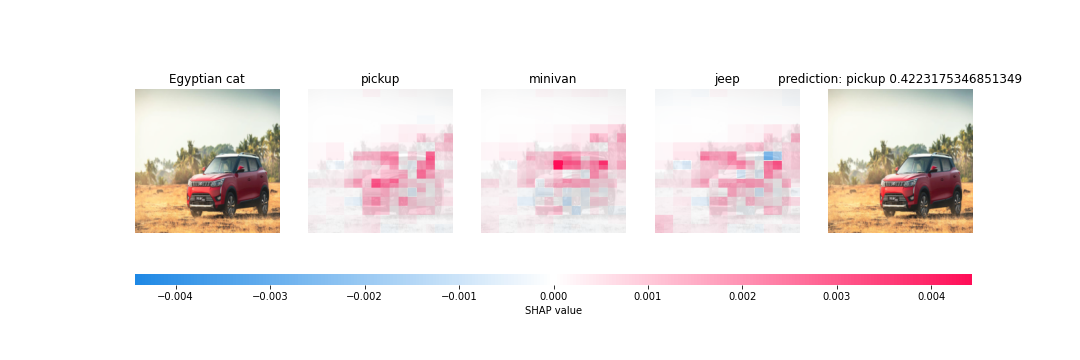 Egyptian cat
pickup
minivan
jeep
prediction: pickup 0.4223175346851349
−0.004
−0.003
−0.002
−0.001
0.000
0.001
0.002
0.003
0.004
SHAP value